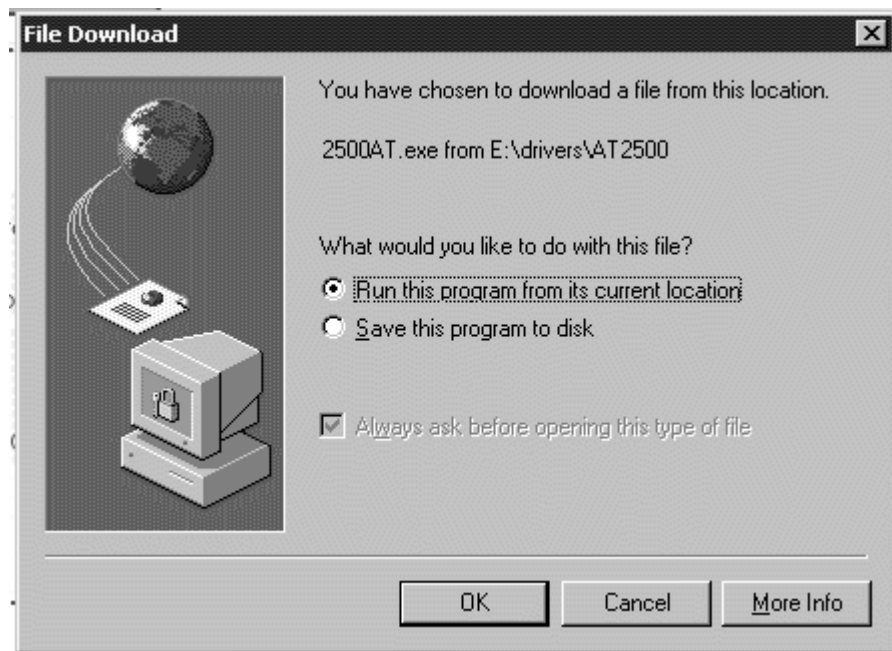 File Download
You have chosen to download a file from this location.
2500AT.exe from E:\drivers\AT2500
What would you like to do with this file?
Run this program from its current location
Save this program to disk
Always ask before opening this type of file
OK Cancel More Info